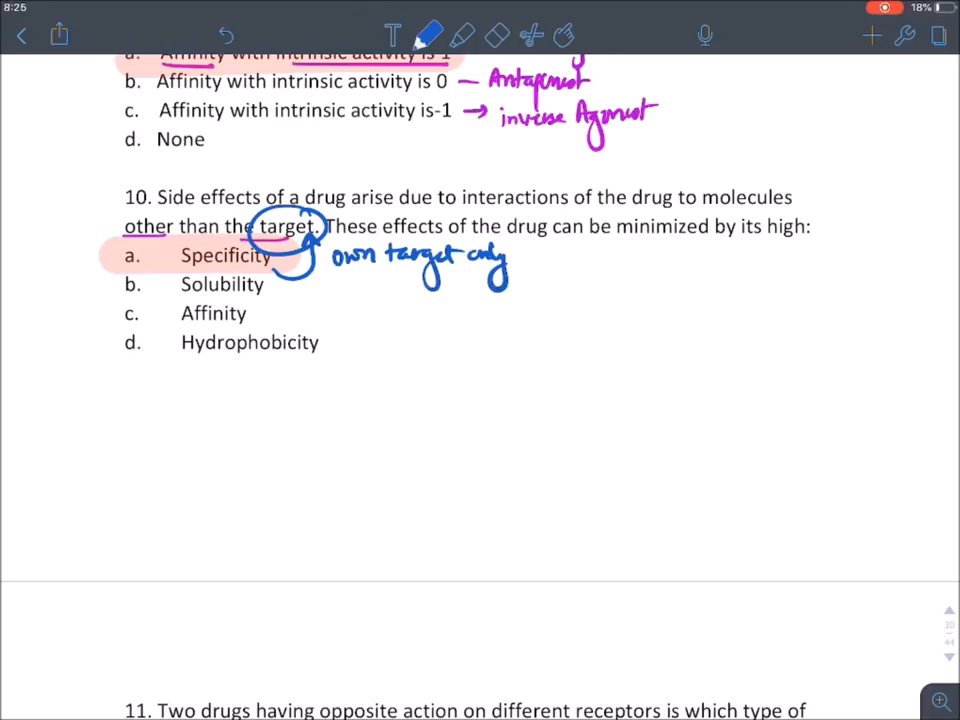 8:25
18%
T
a. Affinity with intrinsic activity is 1
b. Affinity with intrinsic activity is 0 — Antagonist
c. Affinity with intrinsic activity is-1 → inverse Agonist
d. None
10. Side effects of a drug arise due to interactions of the drug to molecules
other than the target. These effects of the drug can be minimized by its high:
a. Specificity own target only
b. Solubility
c. Affinity
d. Hydrophobicity
30
44
11. Two drugs having opposite action on different receptors is which type of